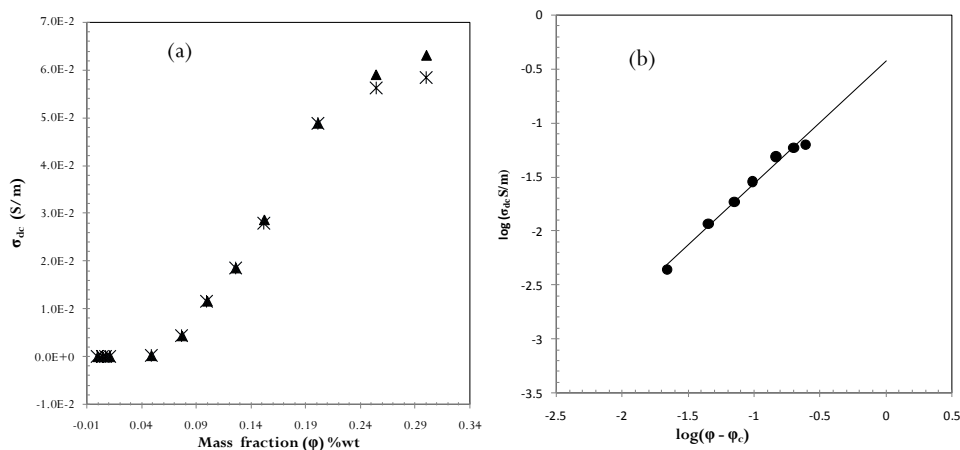 (a)
7.0E-2
6.0E-2
5.0E-2
4.0E-2
3.0E-2
2.0E-2
1.0E-2
0.0E+0
-1.0E-2
σdc (S/m)
-0.01 0.04 0.09 0.14 0.19 0.24 0.29 0.34
Mass fraction (φ) %wt
(b)
0
-0.5
-1
-1.5
-2
-2.5
-3
-3.5
log(σdc S/m)
-2 -1.5 -1 -0.5 0 0.5
log(φ - φc)